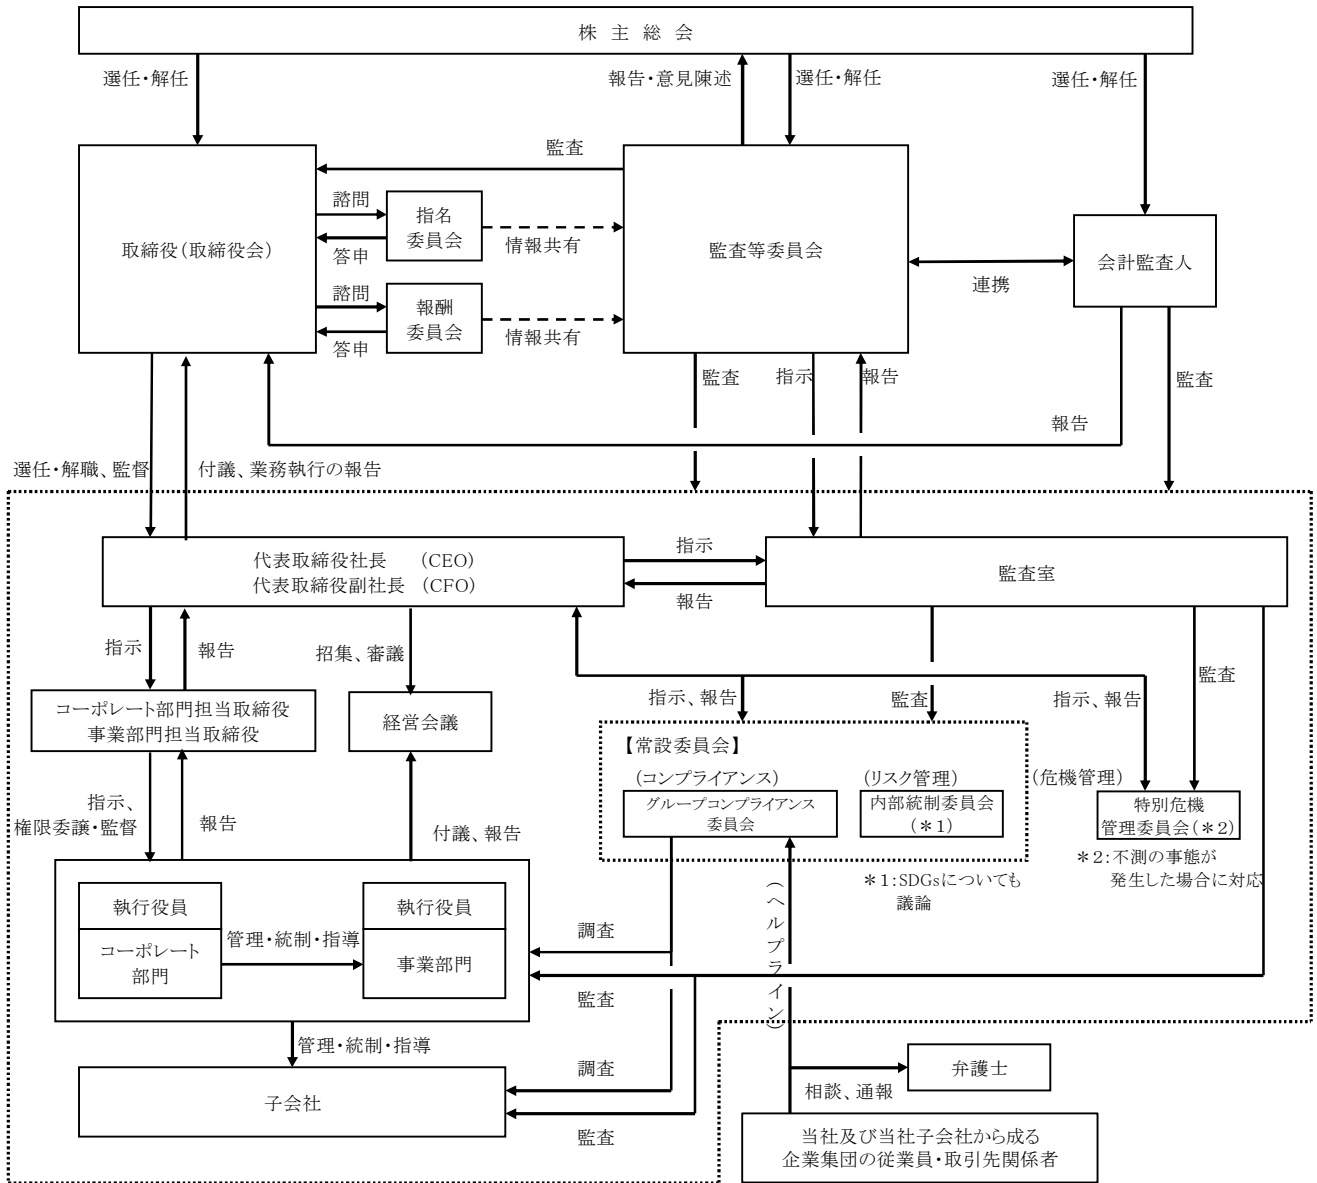 株 主 総 会
選任・解任
報告・意見陳述
選任・解任
選任・解任
監査
取締役(取締役会)
諮問
答申
指名
委員会
情報共有
諮問
答申
報酬
委員会
情報共有
監査等委員会
連携
会計監査人
監査
指示
報告
監査
報告
選任・解職、監督
付議、業務執行の報告
代表取締役社長 (CEO)
代表取締役副社長 (CFO)
指示
報告
監査室
指示
報告
招集、審議
指示、報告
監査
指示、報告
監査
コーポレート部門担当取締役
事業部門担当取締役
経営会議
【常設委員会】
(コンプライアンス)
グループコンプライアンス
委員会
(リスク管理)
内部統制委員会
(*1)
(危機管理)
特別危機
管理委員会(*2)
*2:不測の事態が
発生した場合に対応
*1:SDGsについても
議論
指示、
権限委譲・監督
報告
付議、報告
執行役員
コーポレート
部門
管理・統制・指導
執行役員
事業部門
調査
監査
(ヘルプライン)
管理・統制・指導
子会社
調査
監査
相談、通報
弁護士
当社及び当社子会社から成る
企業集団の従業員・取引先関係者